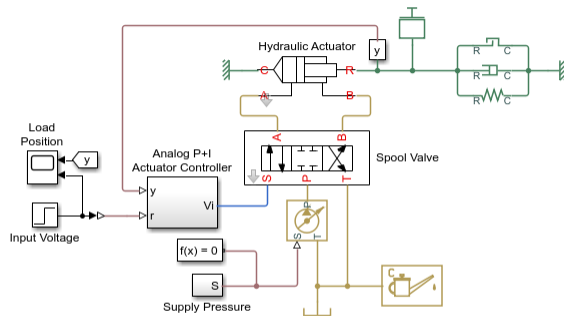 Hydraulic Actuator
y
C
R
A
B
R
C
R
C
R
C
Load
Position
y
Analog P+I
Actuator Controller
y
r
Vi
Input Voltage
A
B
S
P
T
Spool Valve
P
S
T
f(x) = 0
S
Supply Pressure
C